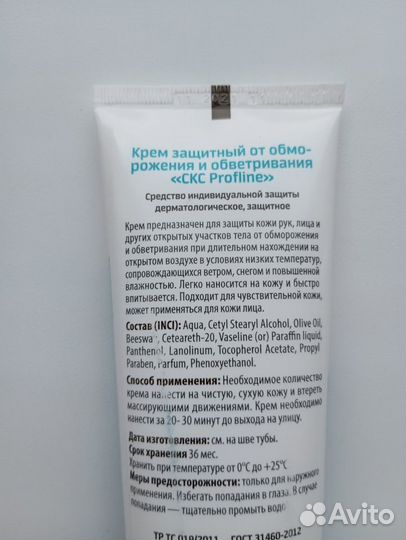 11 2021
Крем защитный от обмо-
рожения и обветривания
«СКС Profline»
Средство индивидуальной защиты
дерматологическое, защитное
Крем предназначен для защиты кожи рук, лица и
других открытых участков тела от обморожения
и обветривания при длительном нахождении на
открытом воздухе в условиях низких температур,
сопровождающихся ветром, снегом и повышенной
влажностью. Легко наносится на кожу и быстро
впитывается. Подходит для чувствительной кожи,
может применяться для кожи лица.
Состав (INCI): Aqua, Cetyl Stearyl Alcohol, Olive Oil,
Beeswax, Ceteareth-20, Vaseline (or) Paraffin liquid,
Panthenol, Lanolinum, Tocopherol Acetate, Propyl
Paraben, Parfum, Phenoxyethanol.
Способ применения: Необходимое количество
крема нанести на чистую, сухую кожу и втереть
массирующими движениями. Крем необходимо
нанести за 20- 30 минут до выхода на улицу.
Дата изготовления: см. на шве тубы.
Срок хранения 36 мес.
Хранить при температуре от 0°С до +25°С
Меры предосторожности: только для наружного
применения. Избегать попадания в глаза. В случае
попадания — тщательно промыть водо
ТР ТС 019/2011 ГОСТ 31460-2012
Avito